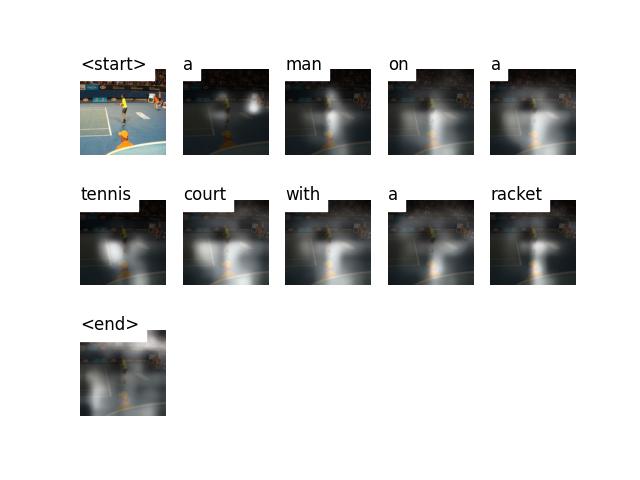 <start> a man on a
tennis court with a racket
<end>